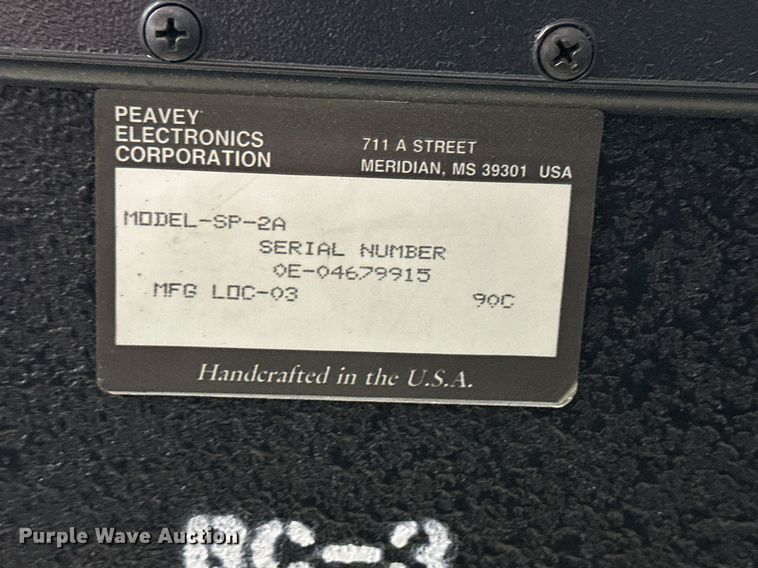 PEAVEY
ELECTRONICS
CORPORATION
711 A STREET
MERIDIAN, MS 39301 USA
MODEL-SP-2A
SERIAL NUMBER
0E-04679915
MFG LOC-03 90C
Handcrafted in the U.S.A.
Purple Wave Auction